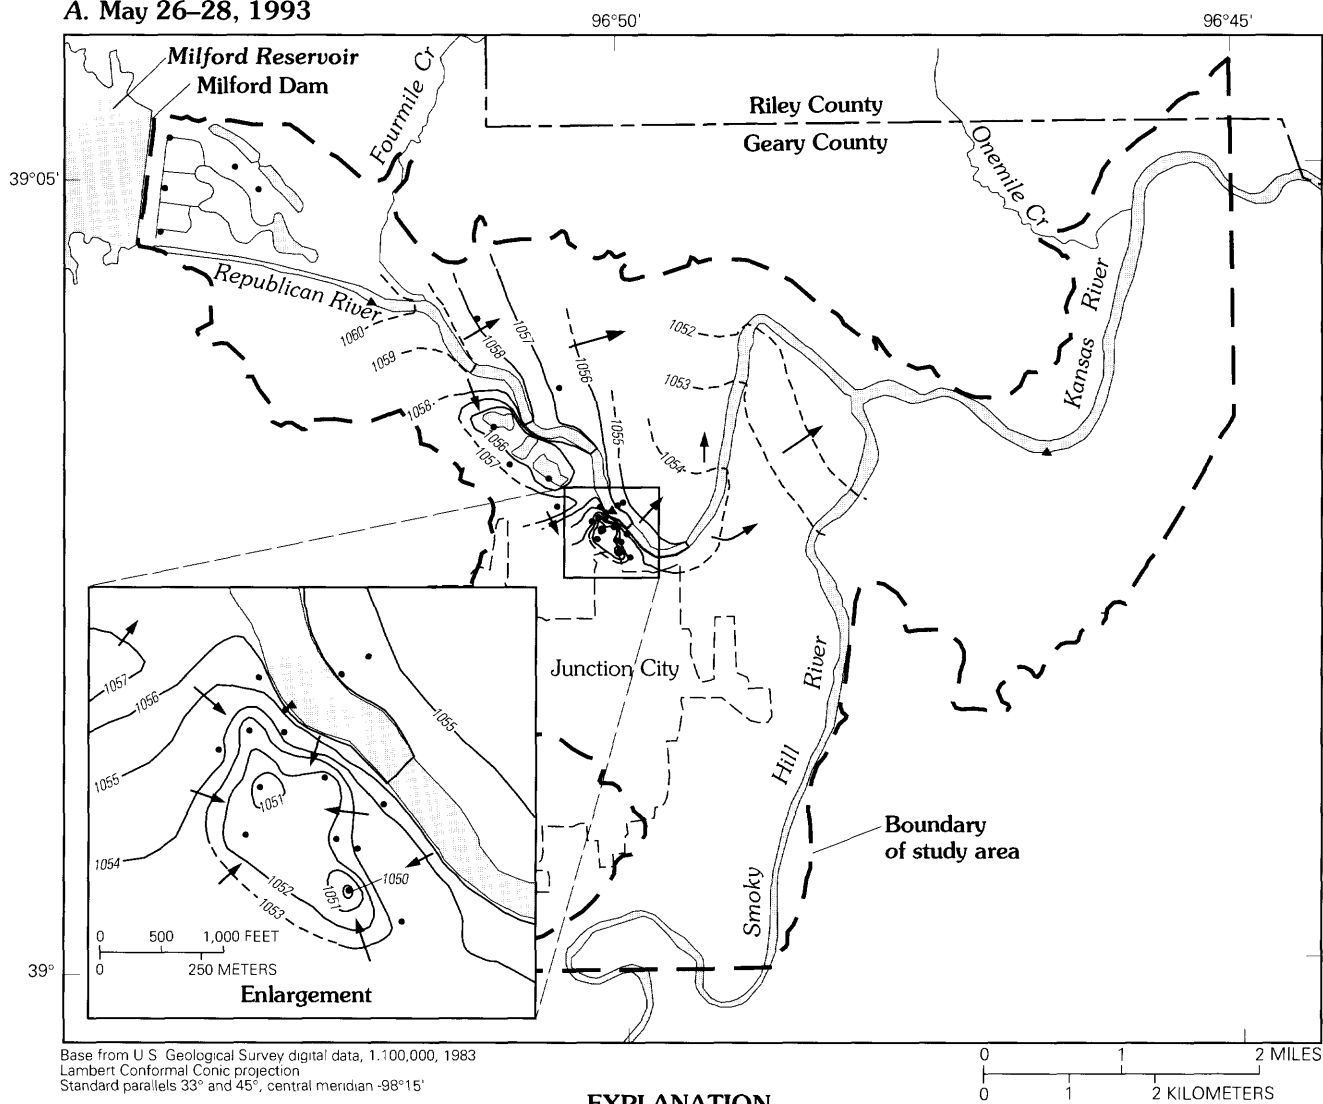 A. May 26–28, 1993
96°50'
96°45'
Milford Reservoir
Milford Dam
Fourmile Cr
Riley County
Geary County
Onemile Cr
39°05'
Republican River
Kansas River
1060
1059
1058
1058
1057
1056
1055
1054
1053
1052
1056
1057
Junction City
Smoky Hill River
Boundary
of study area
1057
1056
1055
1054
1055
1051
1050
1051
1052
1053
0 500 1,000 FEET
0 250 METERS
Enlargement
39°
Base from U S Geological Survey digital data, 1.100,000, 1983
Lambert Conformal Conic projection
Standard parallels 33° and 45°, central meridian -98°15'
0 1 2 MILES
0 1 2 KILOMETERS
EXPLANATION